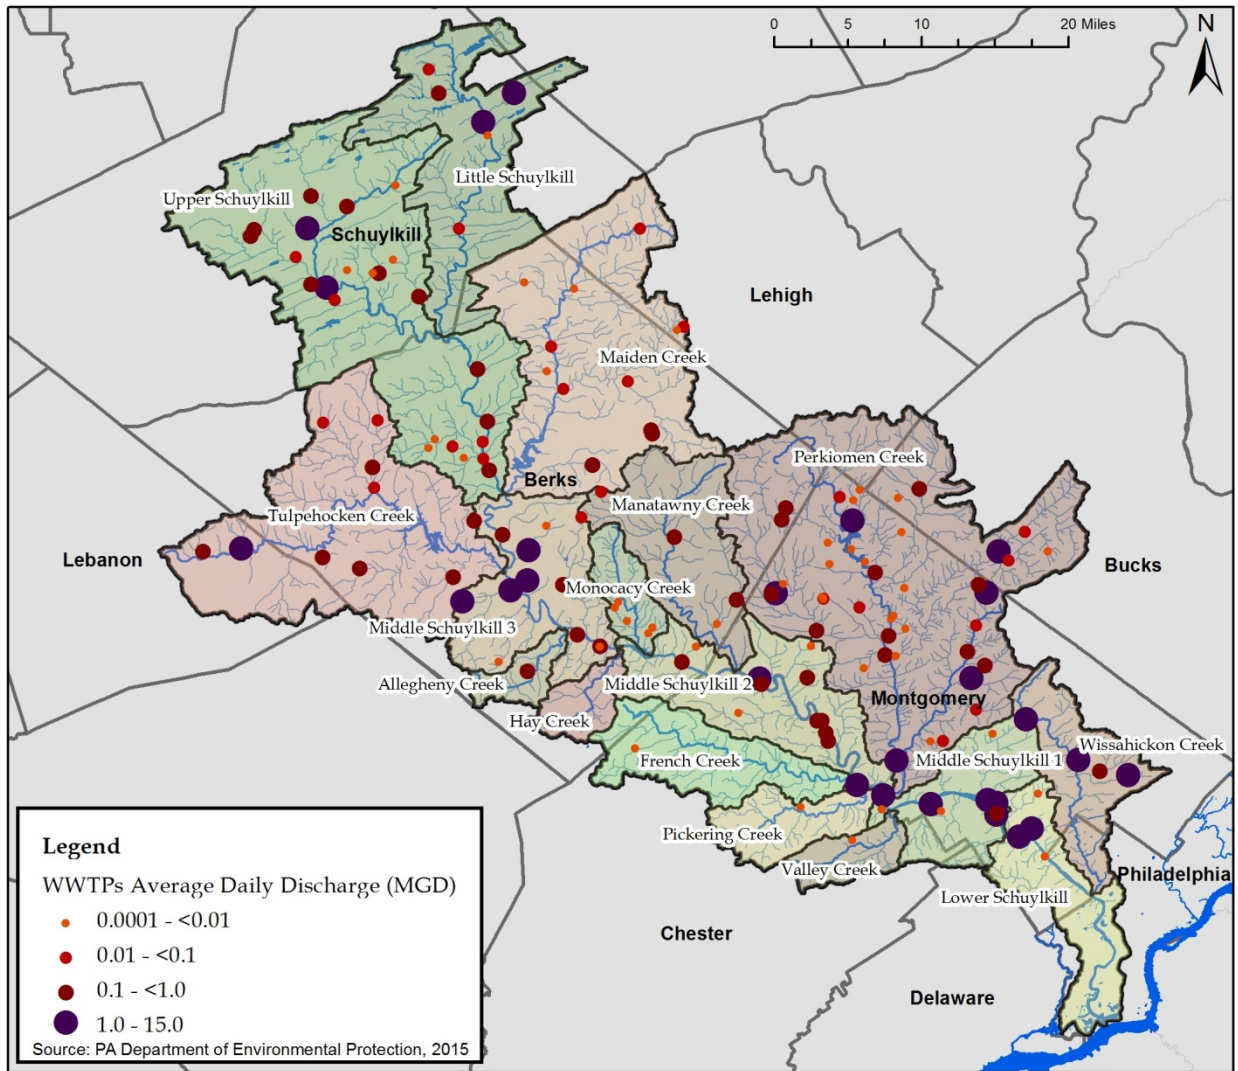 0 5 10 20 Miles
N
Little Schuylkill
Upper Schuylkill
Schuylkill
Lehigh
Maiden Creek
Perkiomen Creek
Berks
Manatawny Creek
Tulpehocken Creek
Lebanon
Bucks
Monocacy Creek
Middle Schuylkill 3
Allegheny Creek
Middle Schuylkill 2
Montgomery
Hay Creek
Wissahickon Creek
French Creek
Middle Schuylkill 1
Pickering Creek
Valley Creek
Philadelphia
Lower Schuylkill
Chester
Delaware
Legend
WWTPs Average Daily Discharge (MGD)
0.0001 - <0.01
0.01 - <0.1
0.1 - <1.0
1.0 - 15.0
Source: PA Department of Environmental Protection, 2015